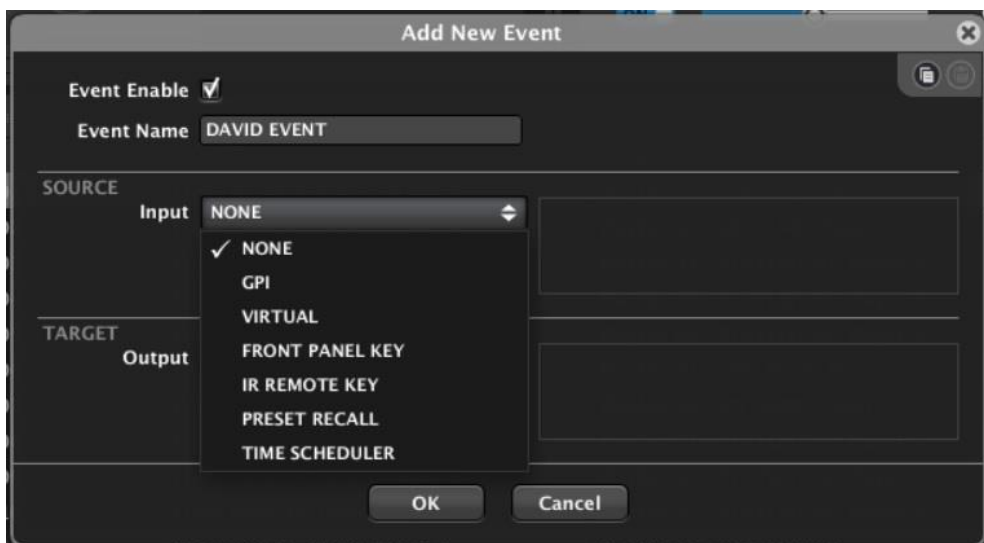 Add New Event
Event Enable
Event Name DAVID EVENT
SOURCE
Input NONE
NONE
GPI
VIRTUAL
TARGET
FRONT PANEL KEY
Output
IR REMOTE KEY
PRESET RECALL
TIME SCHEDULER
OK Cancel